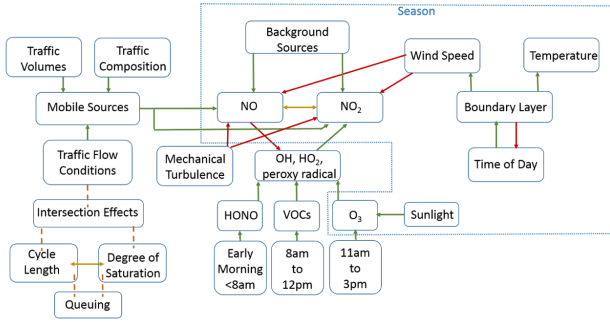 Season
Background
Sources
Traffic
Volumes
Traffic
Composition
Wind Speed
Temperature
Mobile Sources
NO
NO2
Boundary Layer
Traffic Flow
Conditions
Mechanical
Turbulence
OH, HO2,
peroxy radical
Time of Day
Intersection Effects
HONO
VOCs
O3
Sunlight
Cycle
Length
Degree of
Saturation
Early
Morning
<8am
8am
to
12pm
11am
to
3pm
Queuing